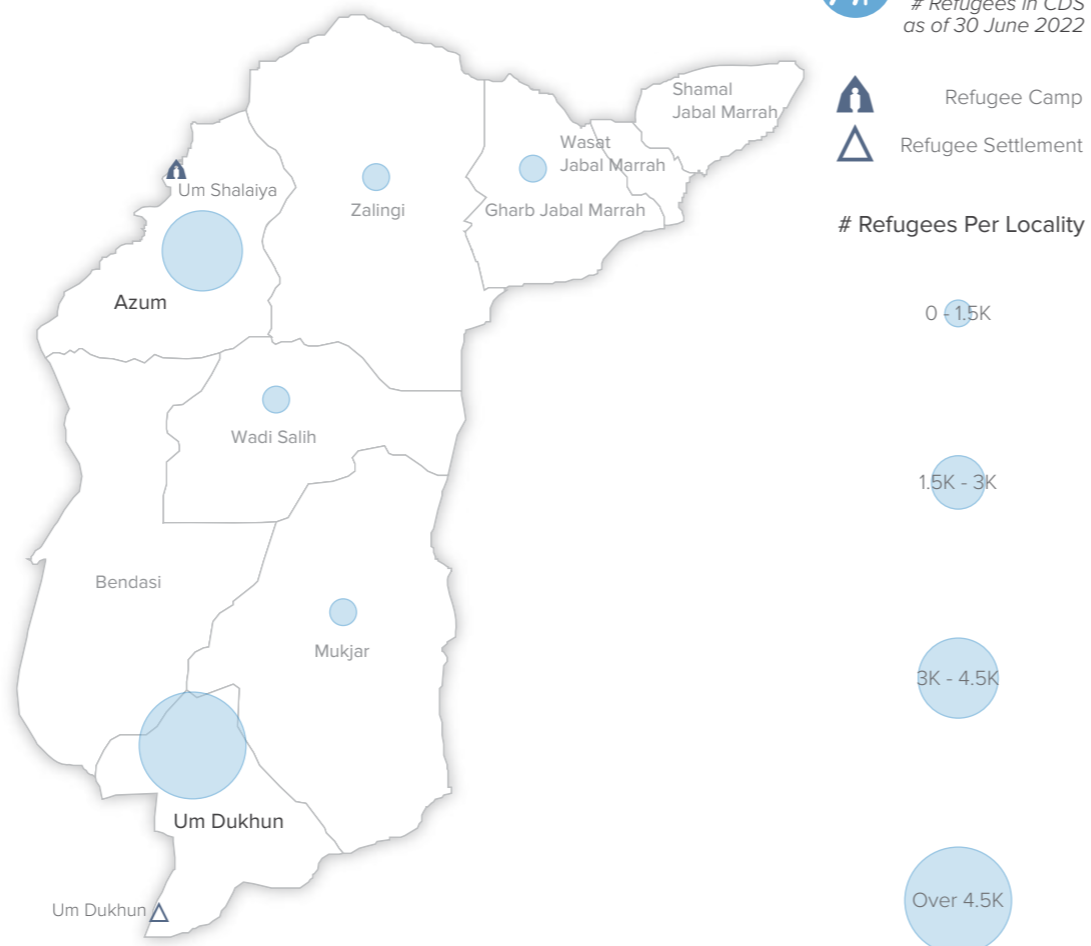 # Refugees in CDS
as of 30 June 2022
Refugee Camp
Refugee Settlement
# Refugees Per Locality
0 - 1.5K
1.5K - 3K
3K - 4.5K
Over 4.5K
Shamal
Jabal Marrah
Wasat
Jabal Marrah
Gharb Jabal Marrah
Zalingi
Um Shalaiya
Azum
Wadi Salih
Bendasi
Mukjar
Um Dukhun
Um Dukhun